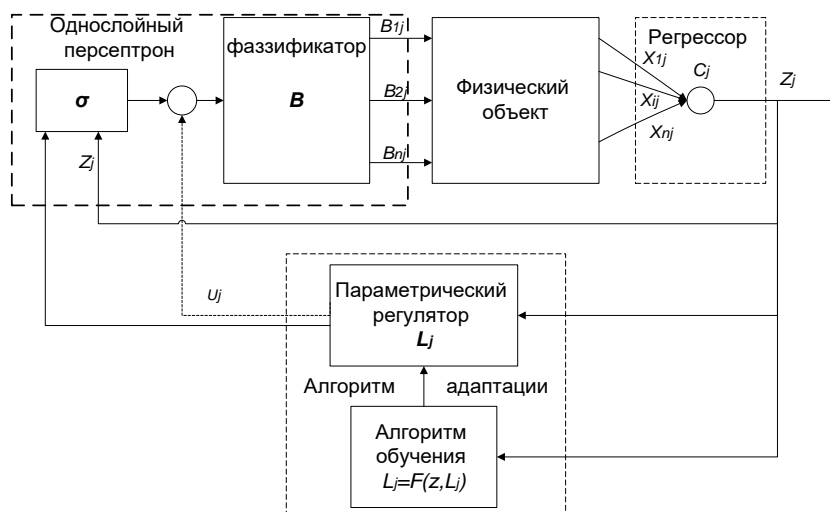 Однослойный
персептрон
σ
Zj
фаззификатор
B
B1j
B2j
Bnj
Физический
объект
Регрессор
X1j
Xij
Xnj
Cj
Zj
Uj
Параметрический
регулятор
Lj
Алгоритм адаптации
Алгоритм
обучения
Lj=F(z,Lj)